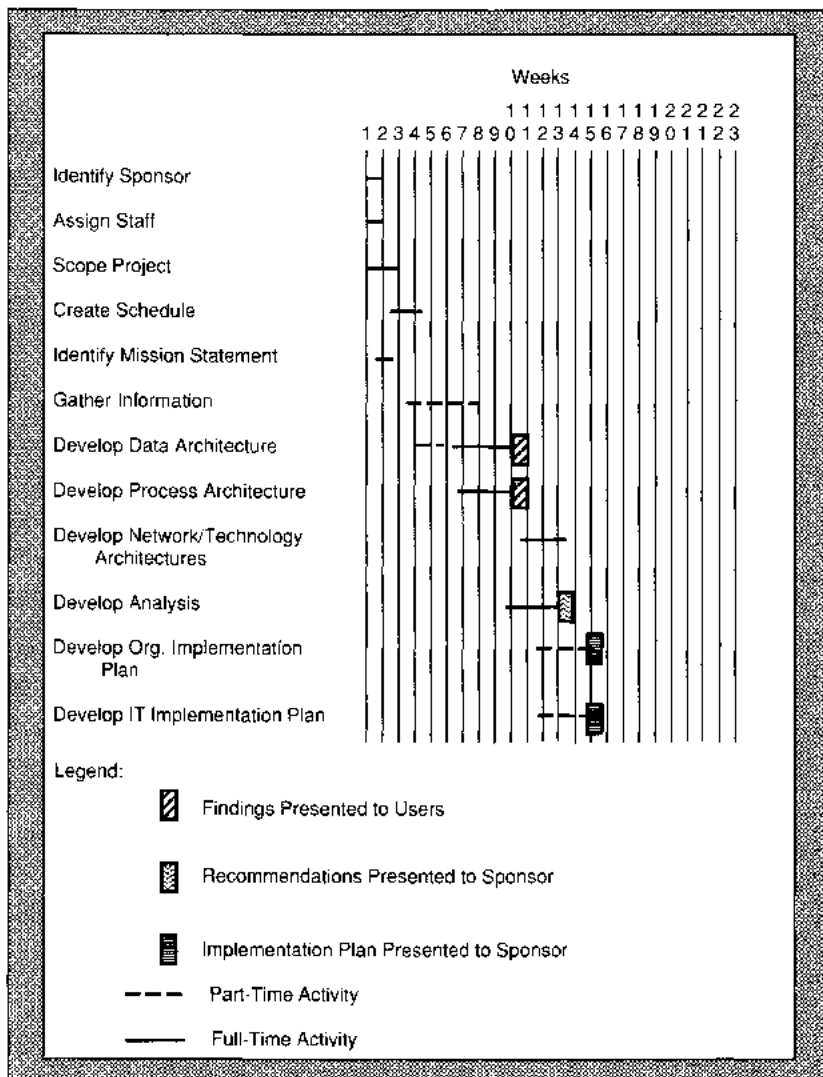 Weeks
1 1 1 1 1 1 1 1 1 1 2 2 2 2 2
1 2 3 4 5 6 7 8 9 0 1 2 3 4 5 6 7 8 9 0 1 1 2 3
Identify Sponsor
Assign Staff
Scope Project
Create Schedule
Identify Mission Statement
Gather Information
Develop Data Architecture
Develop Process Architecture
Develop Network/Technology
Architectures
Develop Analysis
Develop Org. Implementation
Plan
Develop IT Implementation Plan
Legend:
Findings Presented to Users
Recommendations Presented to Sponsor
Implementation Plan Presented to Sponsor
Part-Time Activity
Full-Time Activity